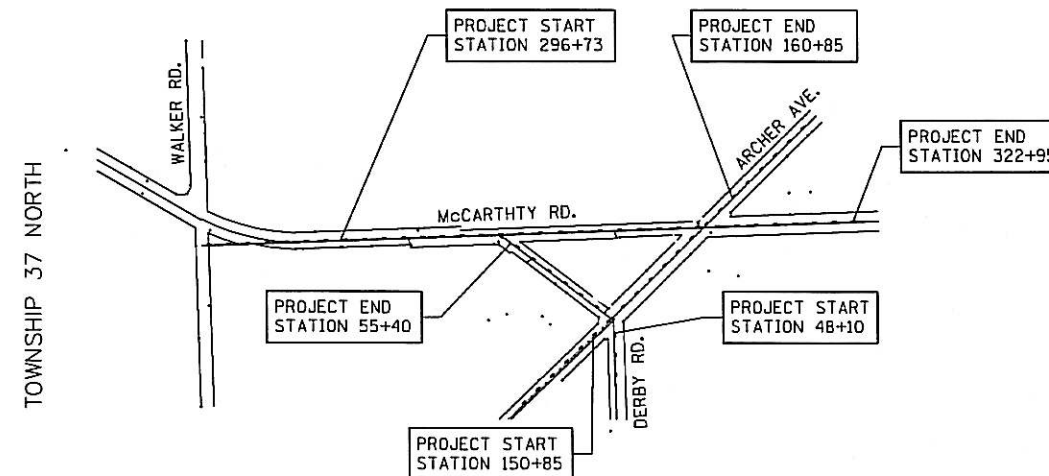 PROJECT START
STATION 296+73
PROJECT END
STATION 160+85
WALKER RD.
ARCHER AVE.
PROJECT END
STATION 322+95
TOWNSHIP 37 NORTH
McCARTHTY RD.
PROJECT END
STATION 55+40
PROJECT START
STATION 48+10
DERBY RD.
PROJECT START
STATION 150+85